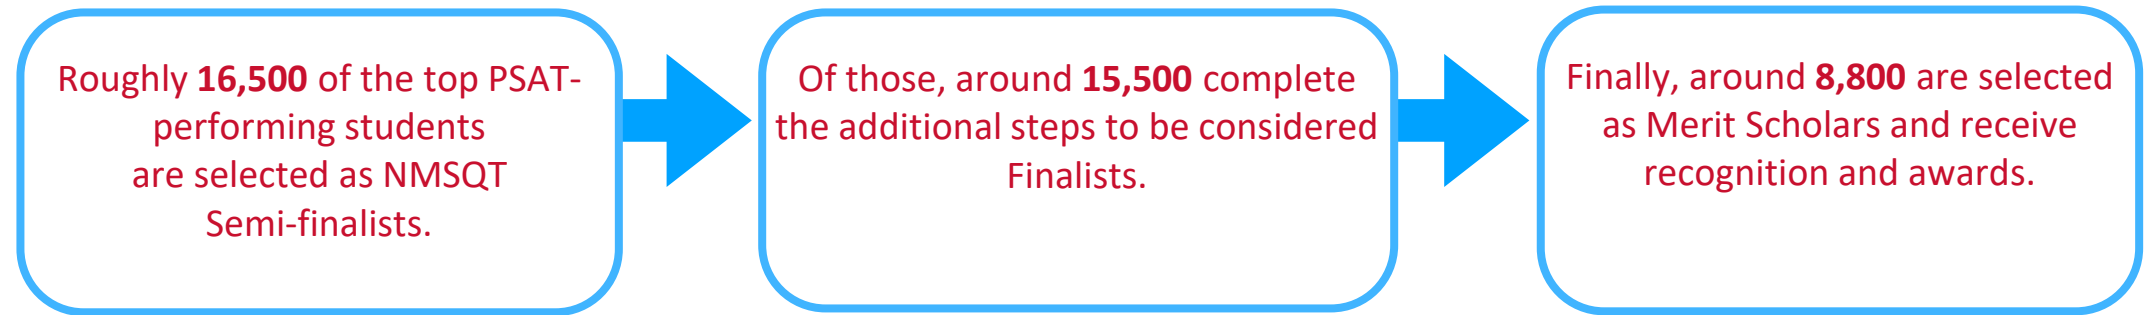 Roughly 16,500 of the top PSAT-
performing students
are selected as NMSQT
Semi-finalists.
Of those, around 15,500 complete
the additional steps to be considered
Finalists.
Finally, around 8,800 are selected
as Merit Scholars and receive
recognition and awards.